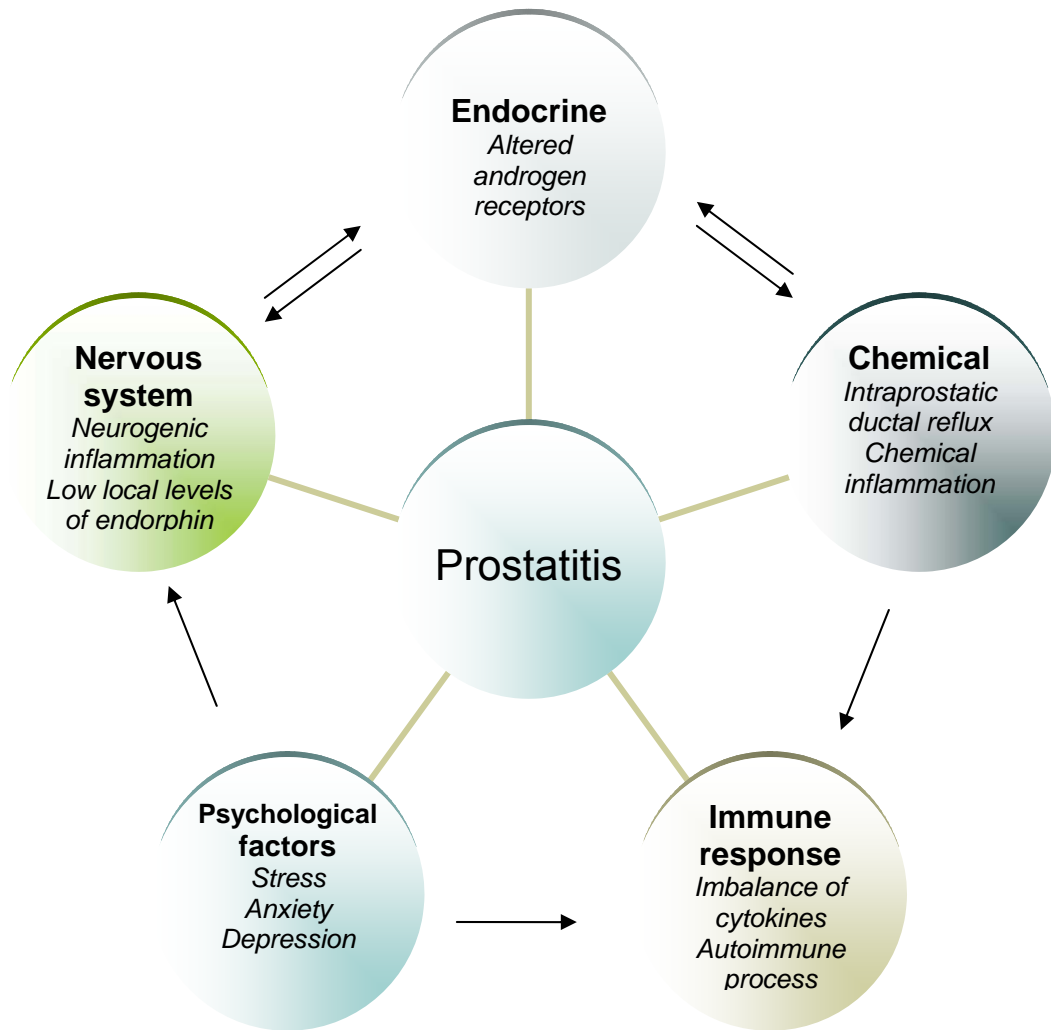 Endocrine
Altered
androgen
receptors
Nervous
system
Neurogenic
inflammation
Low local levels
of endorphin
Chemical
Intraprostatic
ductal reflux
Chemical
inflammation
Prostatitis
Psychological
factors
Stress
Anxiety
Depression
Immune
response
Imbalance of
cytokines
Autoimmune
process